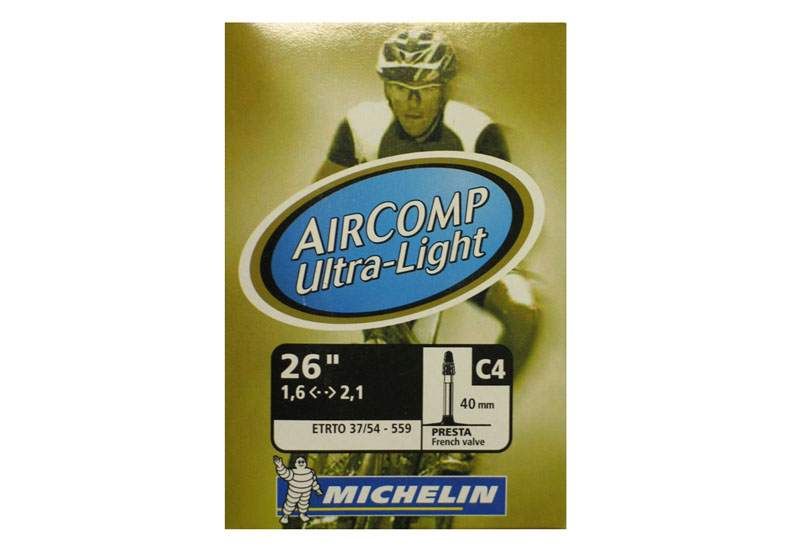 AIRCOMP
Ultra-Light
26" C4
1,6 <--> 2,1
40 mm
ETRTO 37/54 - 559
PRESTA
French valve
MICHELIN